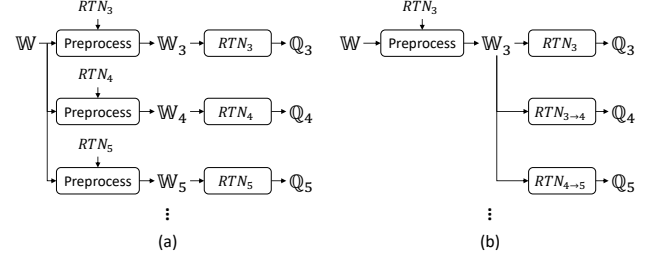 RTN₃
𝕎 Preprocess 𝕎₃ RTN₃ ℚ₃
RTN₄
Preprocess 𝕎₄ RTN₄ ℚ₄
RTN₅
Preprocess 𝕎₅ RTN₅ ℚ₅
⋮
(a)
RTN₃
𝕎 Preprocess 𝕎₃ RTN₃ ℚ₃
RTN₃→₄ ℚ₄
RTN₄→₅ ℚ₅
⋮
(b)